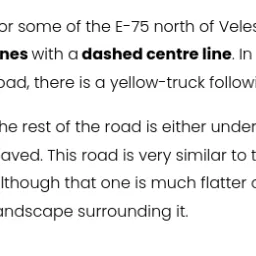 or some of the E-75 north of Veles
nes with a dashed centre line. In
oad, there is a yellow-truck followi
he rest of the road is either under
aved. This road is very similar to t
lthough that one is much flatter
andscape surrounding it.